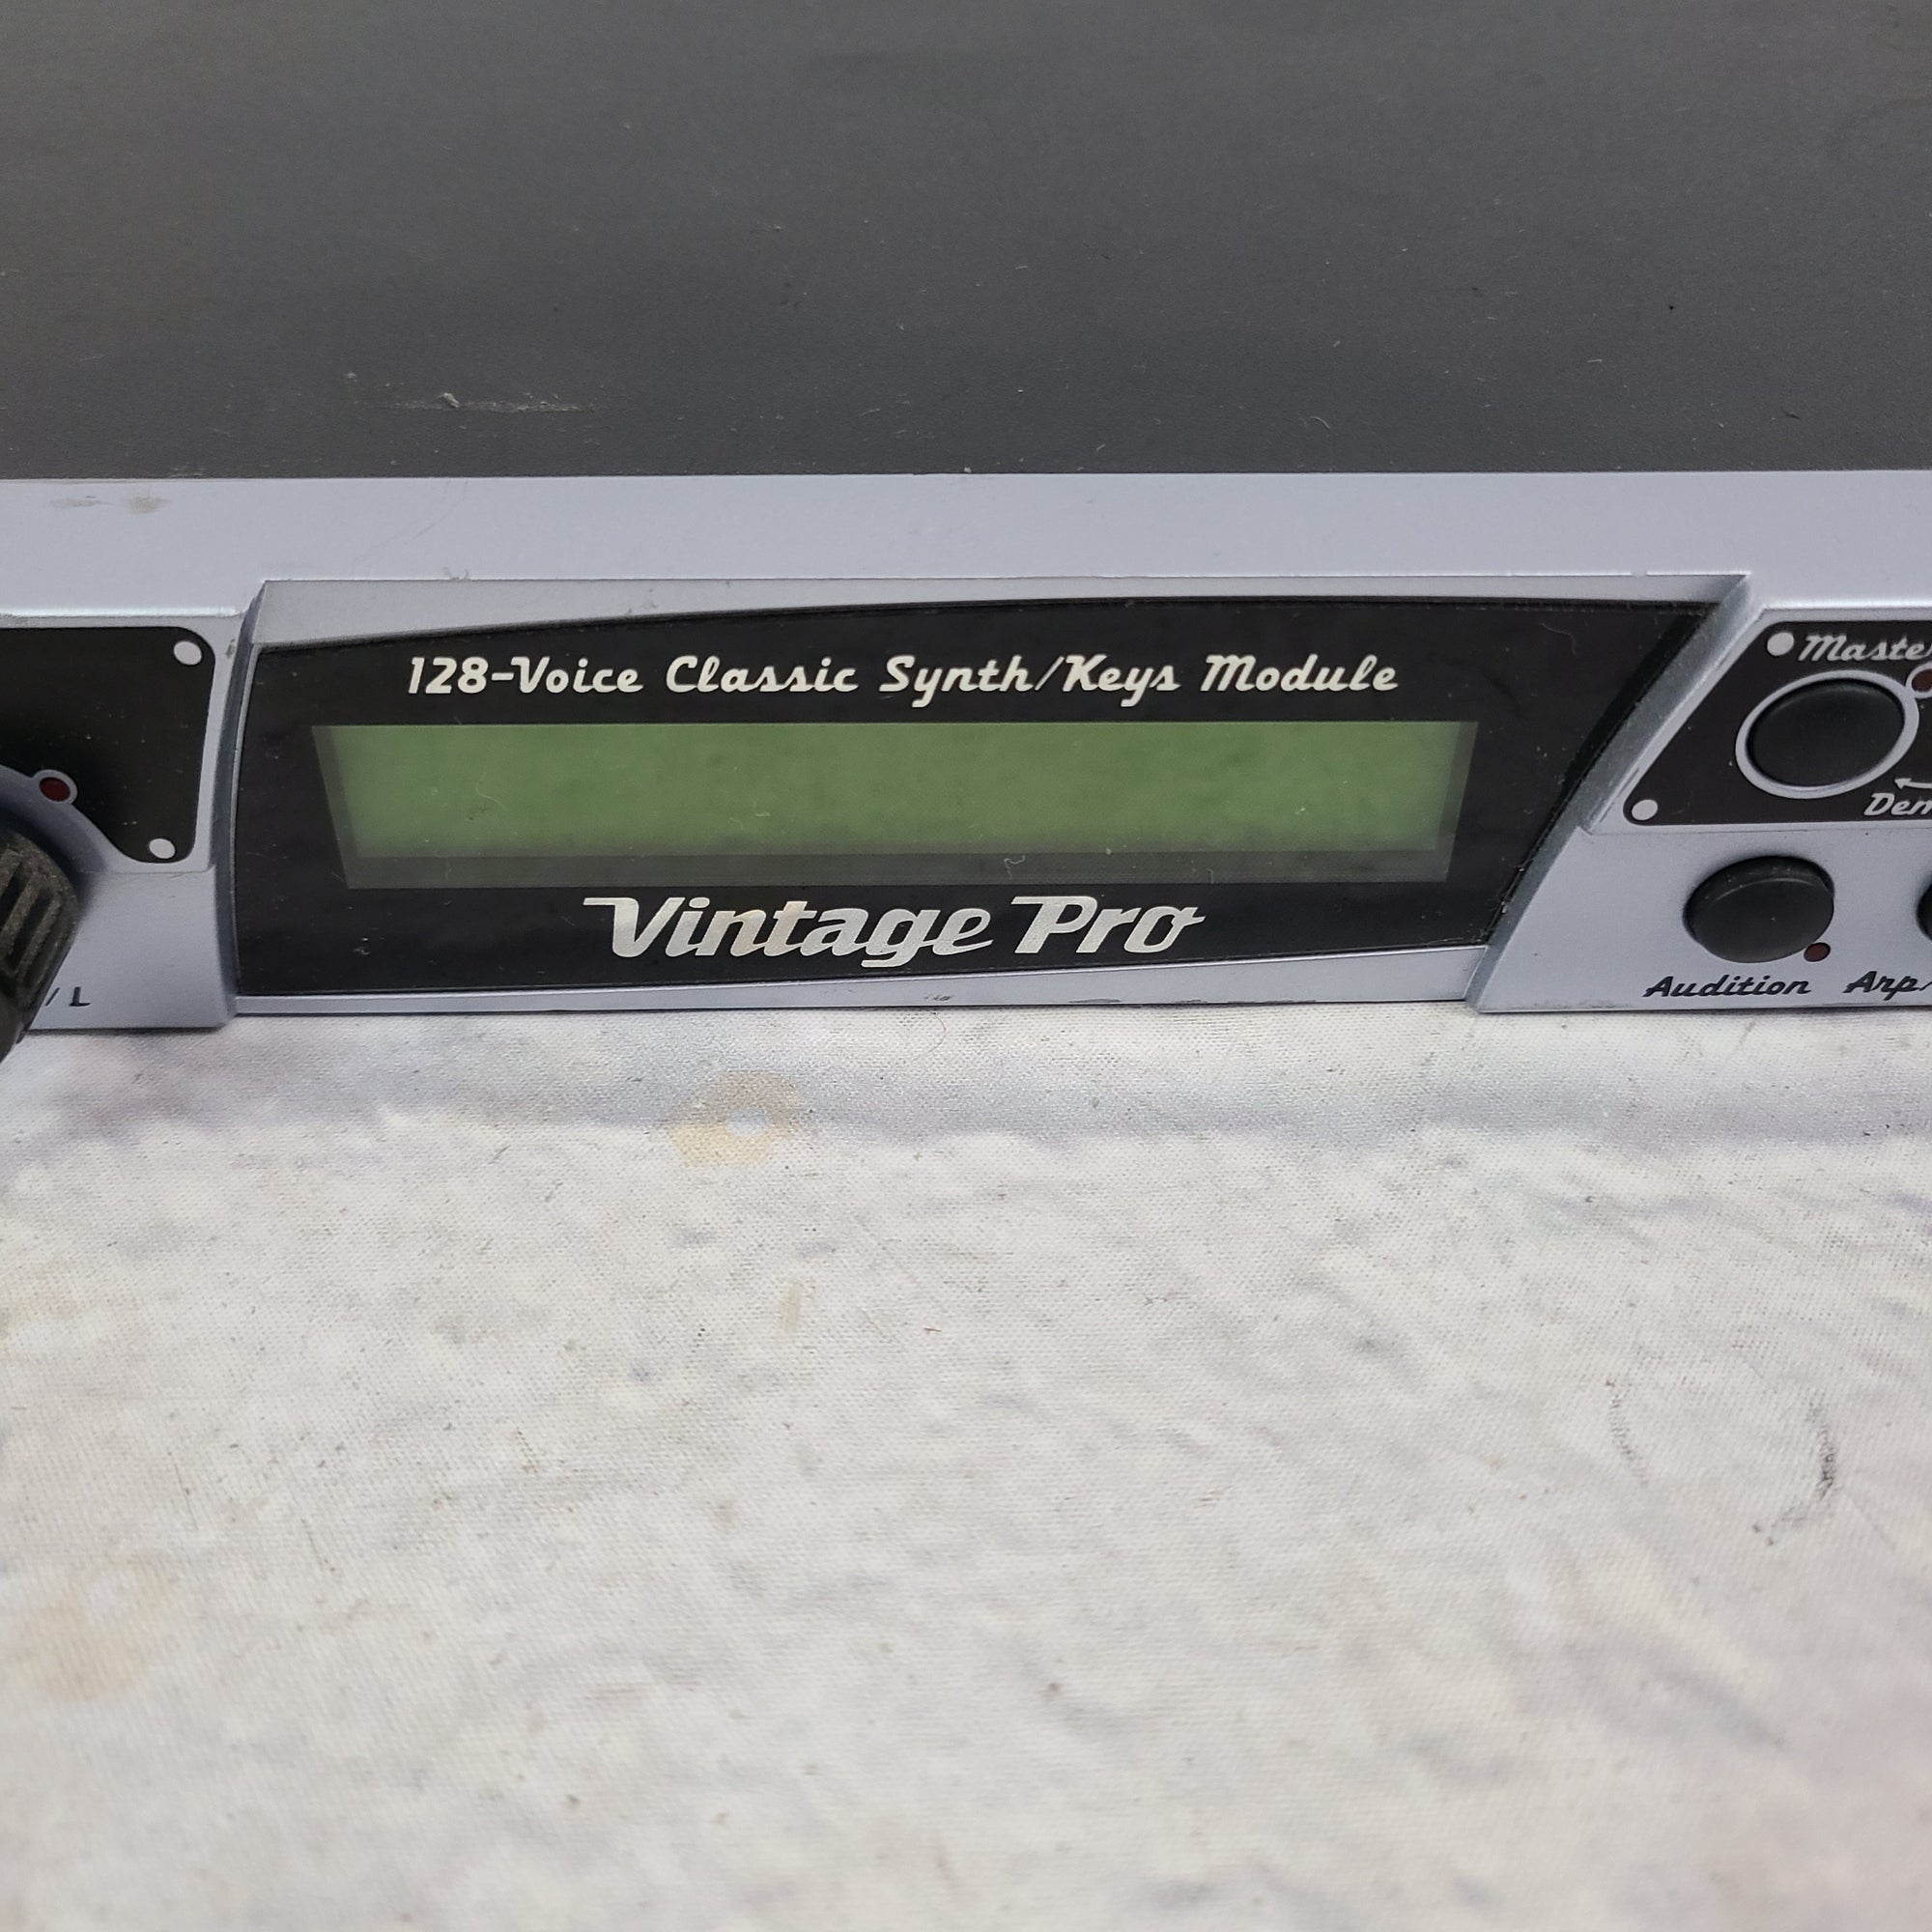 128-Voice Classic Synth/Keys Module
Vintage Pro
/ L
Audition